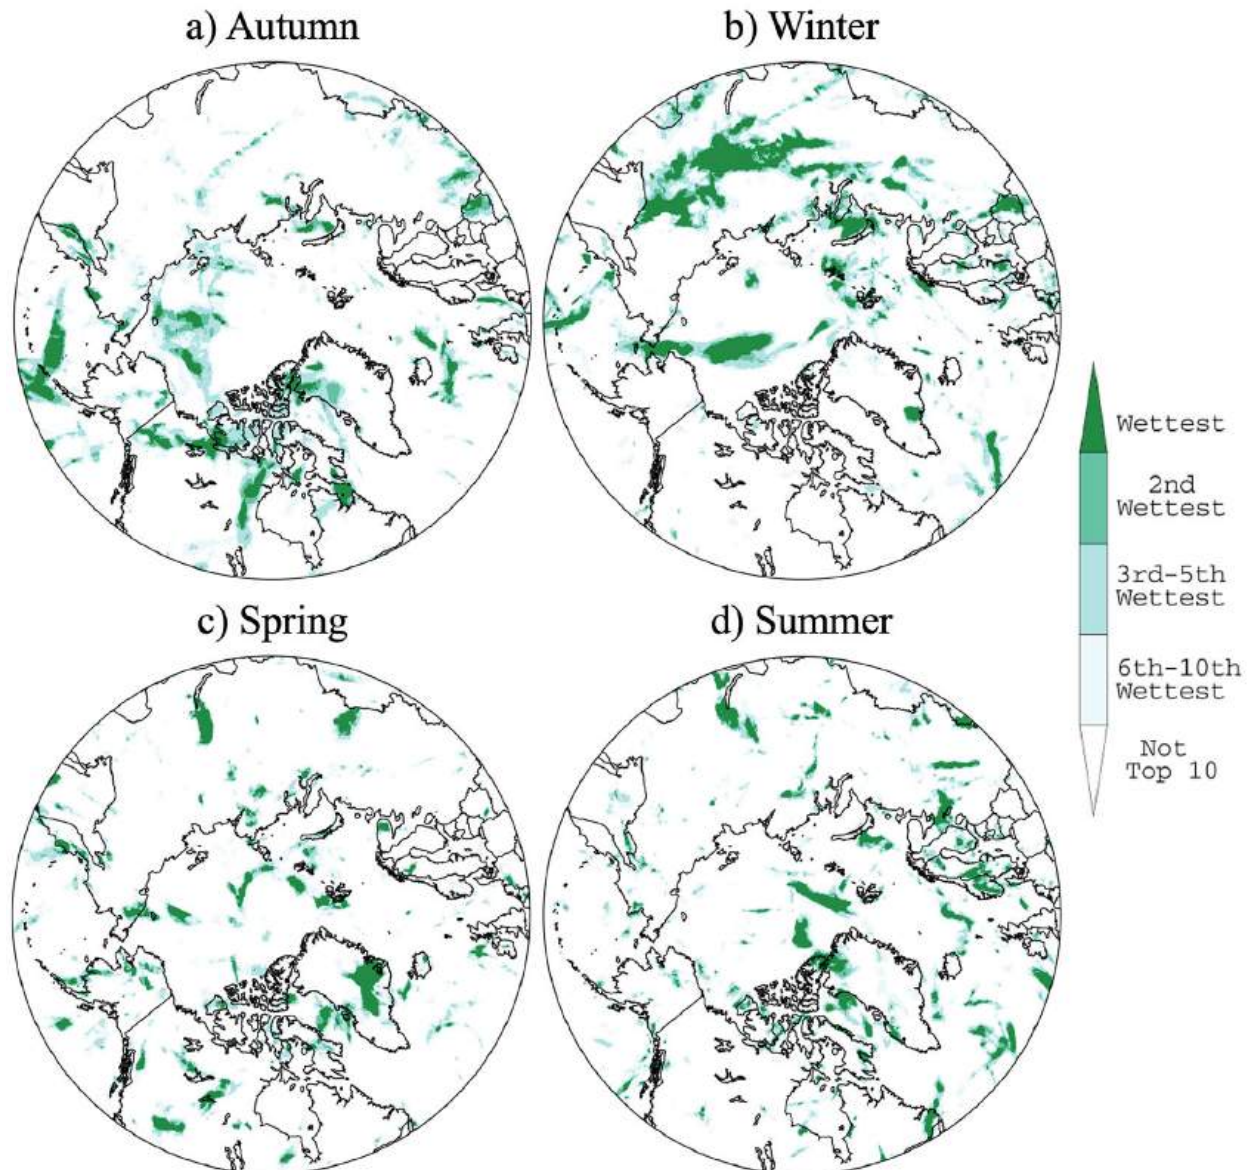 a) Autumn
b) Winter
c) Spring
d) Summer
Wettest
2nd
Wettest
3rd-5th
Wettest
6th-10th
Wettest
Not
Top 10